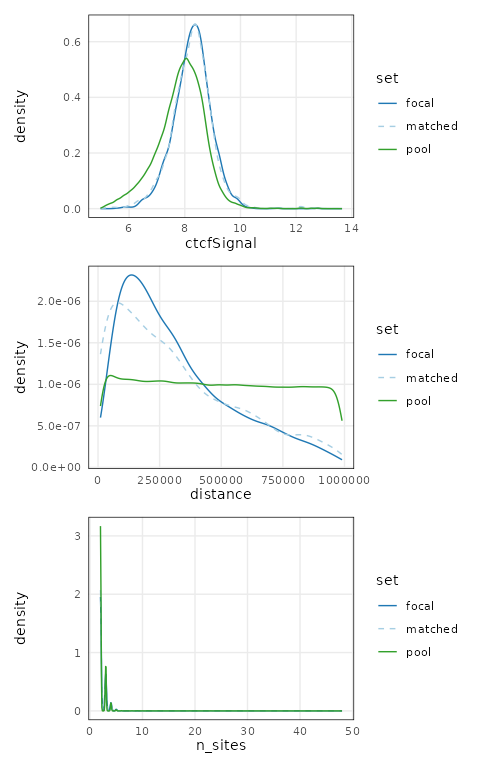 0.6
0.4
0.2
0.0
density
6
8
10
12
14
ctcfSignal
set
focal
matched
pool
2.0e-06
1.5e-06
1.0e-06
5.0e-07
0.0e+00
density
0
250000
500000
750000
1000000
distance
set
focal
matched
pool
3
2
1
0
density
0
10
20
30
40
50
n_sites
set
focal
matched
pool